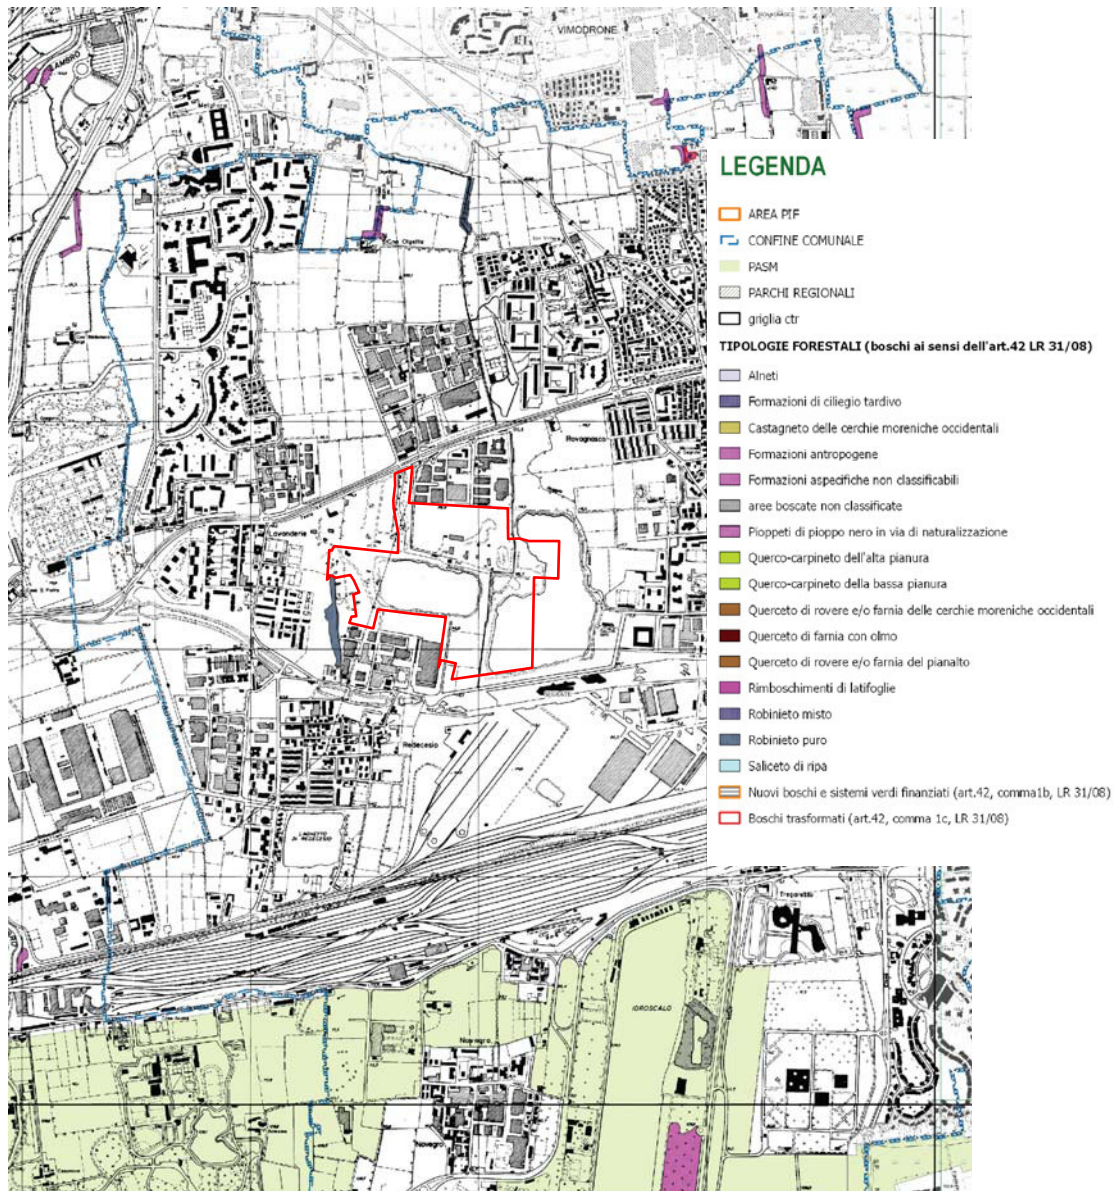 VIMODRONE
LAMBRO
LEGENDA
AREA PIF
CONFINE COMUNALE
PASM
PARCHI REGIONALI
griglia ctr
TIPOLOGIE FORESTALI (boschi ai sensi dell'art.42 LR 31/08)
Alneti
Formazioni di ciliegio tardivo
Castagneto delle cerchie moreniche occidentali
Formazioni antropogene
Formazioni aspecifiche non classificabili
aree boscate non classificate
Pioppeti di pioppo nero in via di naturalizzazione
Querco-carpineto dell'alta pianura
Querco-carpineto della bassa pianura
Querceto di rovere e/o farnia delle cerchie moreniche occidentali
Querceto di farnia con olmo
Querceto di rovere e/o farnia del pianalto
Rimboschimenti di latifoglie
Robinieto misto
Robinieto puro
Saliceto di ripa
Nuovi boschi e sistemi verdi finanziati (art.42, comma1b, LR 31/08)
Boschi trasformati (art.42, comma 1c, LR 31/08)
Cas. Olgetta
Rovagnasco
Lavanderie
Redecesio
LAGHETTO
DI REDECESIO
IDROSCALO
Novegro